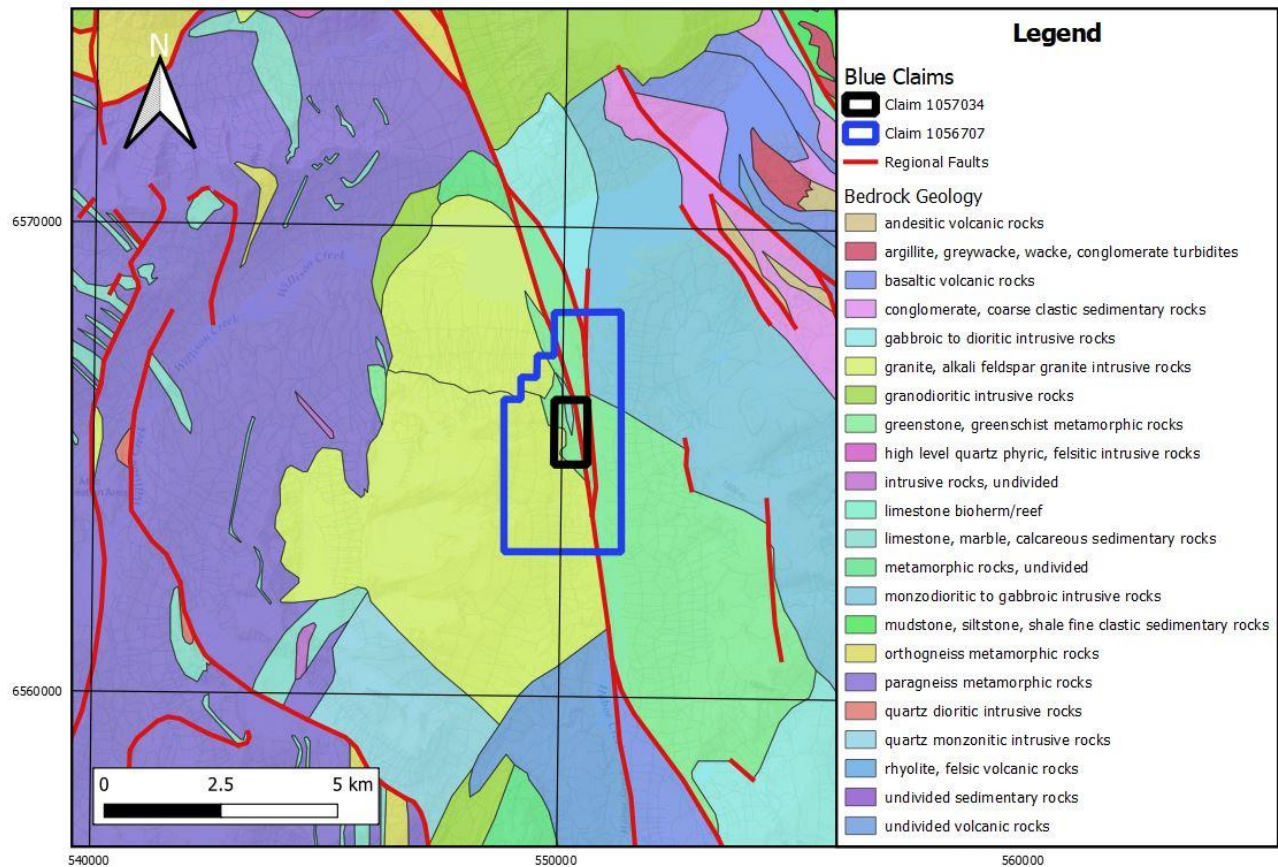 N
6570000
6560000
Willison Creek
Willison Creek
0 2.5 5 km
540000 550000 560000
Legend
Blue Claims
Claim 1057034
Claim 1056707
Regional Faults
Bedrock Geology
andesitic volcanic rocks
argillite, greywacke, wacke, conglomerate turbidites
basaltic volcanic rocks
conglomerate, coarse clastic sedimentary rocks
gabbroic to dioritic intrusive rocks
granite, alkali feldspar granite intrusive rocks
granodioritic intrusive rocks
greenstone, greenschist metamorphic rocks
high level quartz phyric, felsitic intrusive rocks
intrusive rocks, undivided
limestone bioherm/reef
limestone, marble, calcareous sedimentary rocks
metamorphic rocks, undivided
monzodioritic to gabbroic intrusive rocks
mudstone, siltstone, shale fine clastic sedimentary rocks
orthogneiss metamorphic rocks
paragneiss metamorphic rocks
quartz dioritic intrusive rocks
quartz monzonitic intrusive rocks
rhyolite, felsic volcanic rocks
undivided sedimentary rocks
undivided volcanic rocks